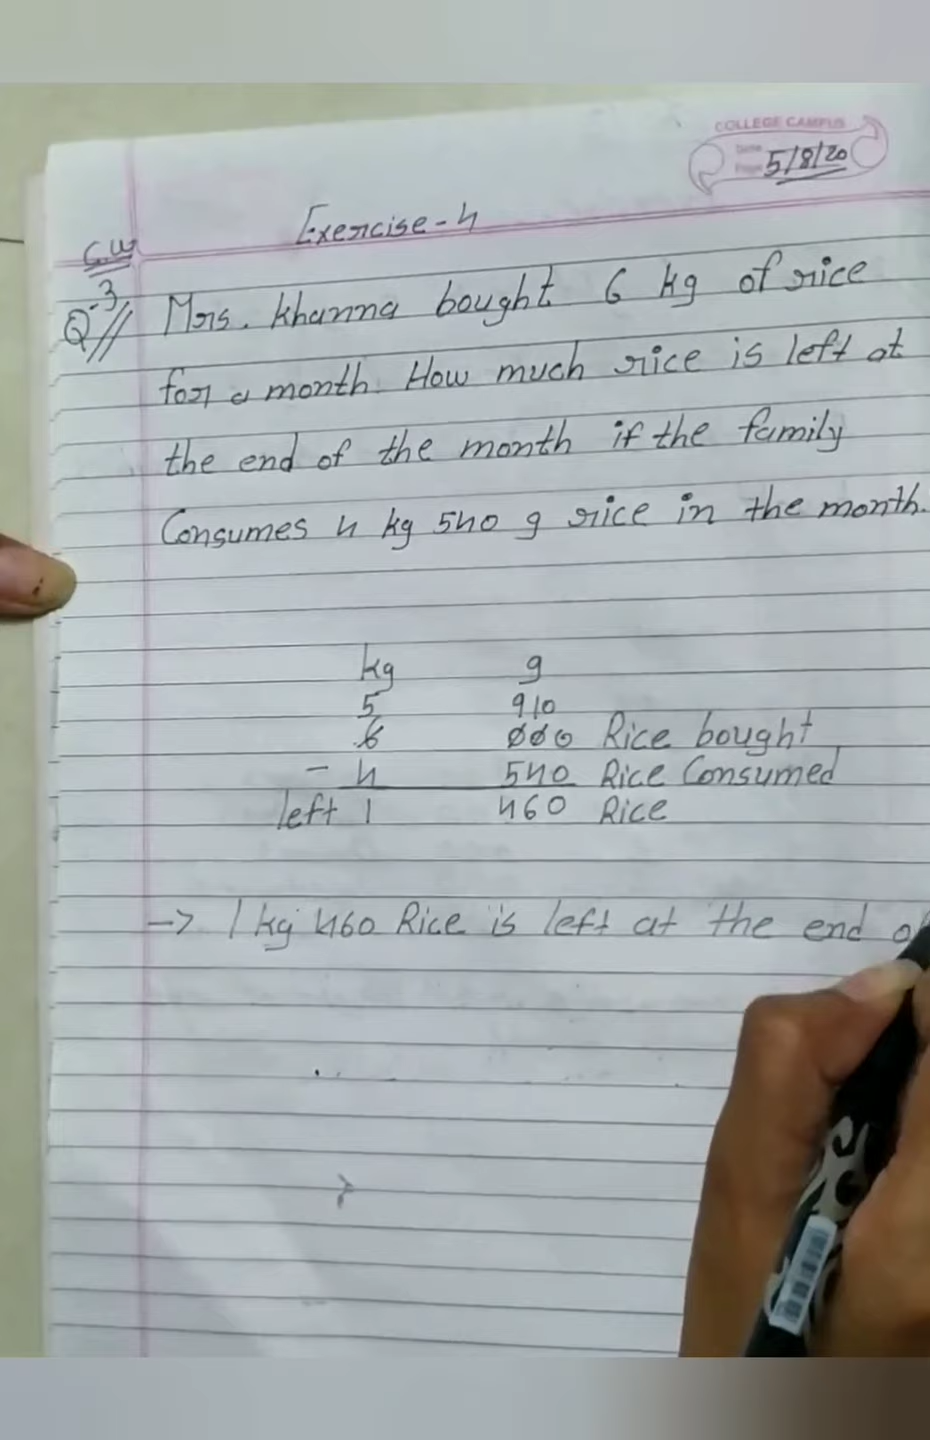 COLLEGE CAMPUS
Date
Page
5/8/20
Exercise-4
C.W
Q-3// Mrs. Khanna bought 6 kg of rice
for a month. How much rice is left at
the end of the month if the family
Consumes 4 kg 540 g rice in the month.
kg g
5 910
6 000 Rice bought
- 4 540 Rice Consumed
left 1 460 Rice
-> 1 kg 460 Rice is left at the end of